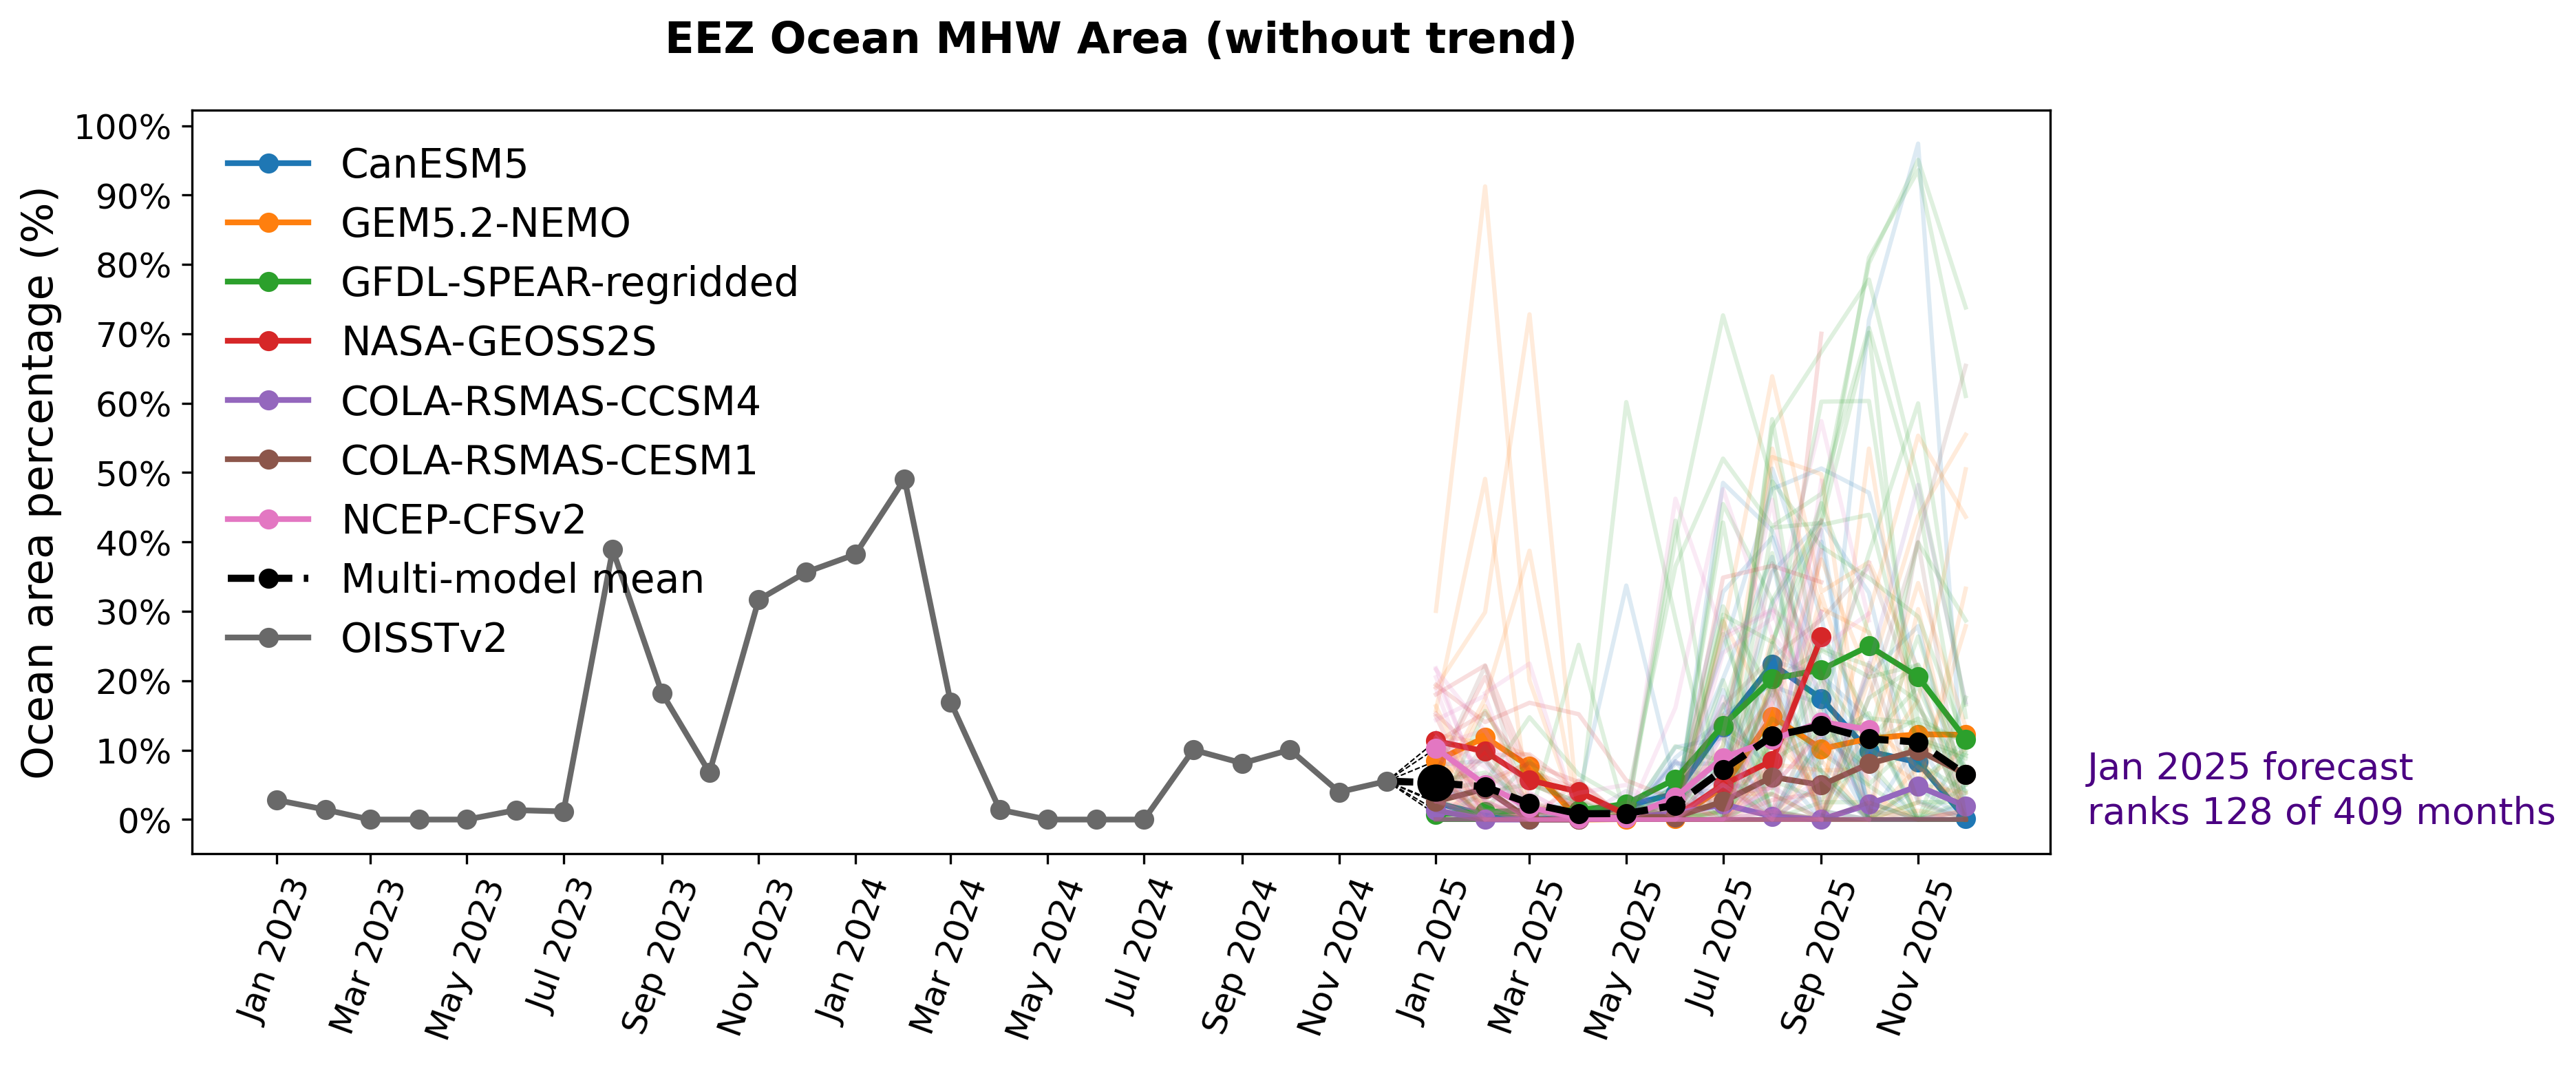 EEZ Ocean MHW Area (without trend)
Ocean area percentage (%)
100%
90%
80%
70%
60%
50%
40%
30%
20%
10%
0%
CanESM5
GEM5.2-NEMO
GFDL-SPEAR-regridded
NASA-GEOSS2S
COLA-RSMAS-CCSM4
COLA-RSMAS-CESM1
NCEP-CFSv2
Multi-model mean
OISSTv2
Jan 2023
Mar 2023
May 2023
Jul 2023
Sep 2023
Nov 2023
Jan 2024
Mar 2024
May 2024
Jul 2024
Sep 2024
Nov 2024
Jan 2025
Mar 2025
May 2025
Jul 2025
Sep 2025
Nov 2025
Jan 2025 forecast
ranks 128 of 409 months